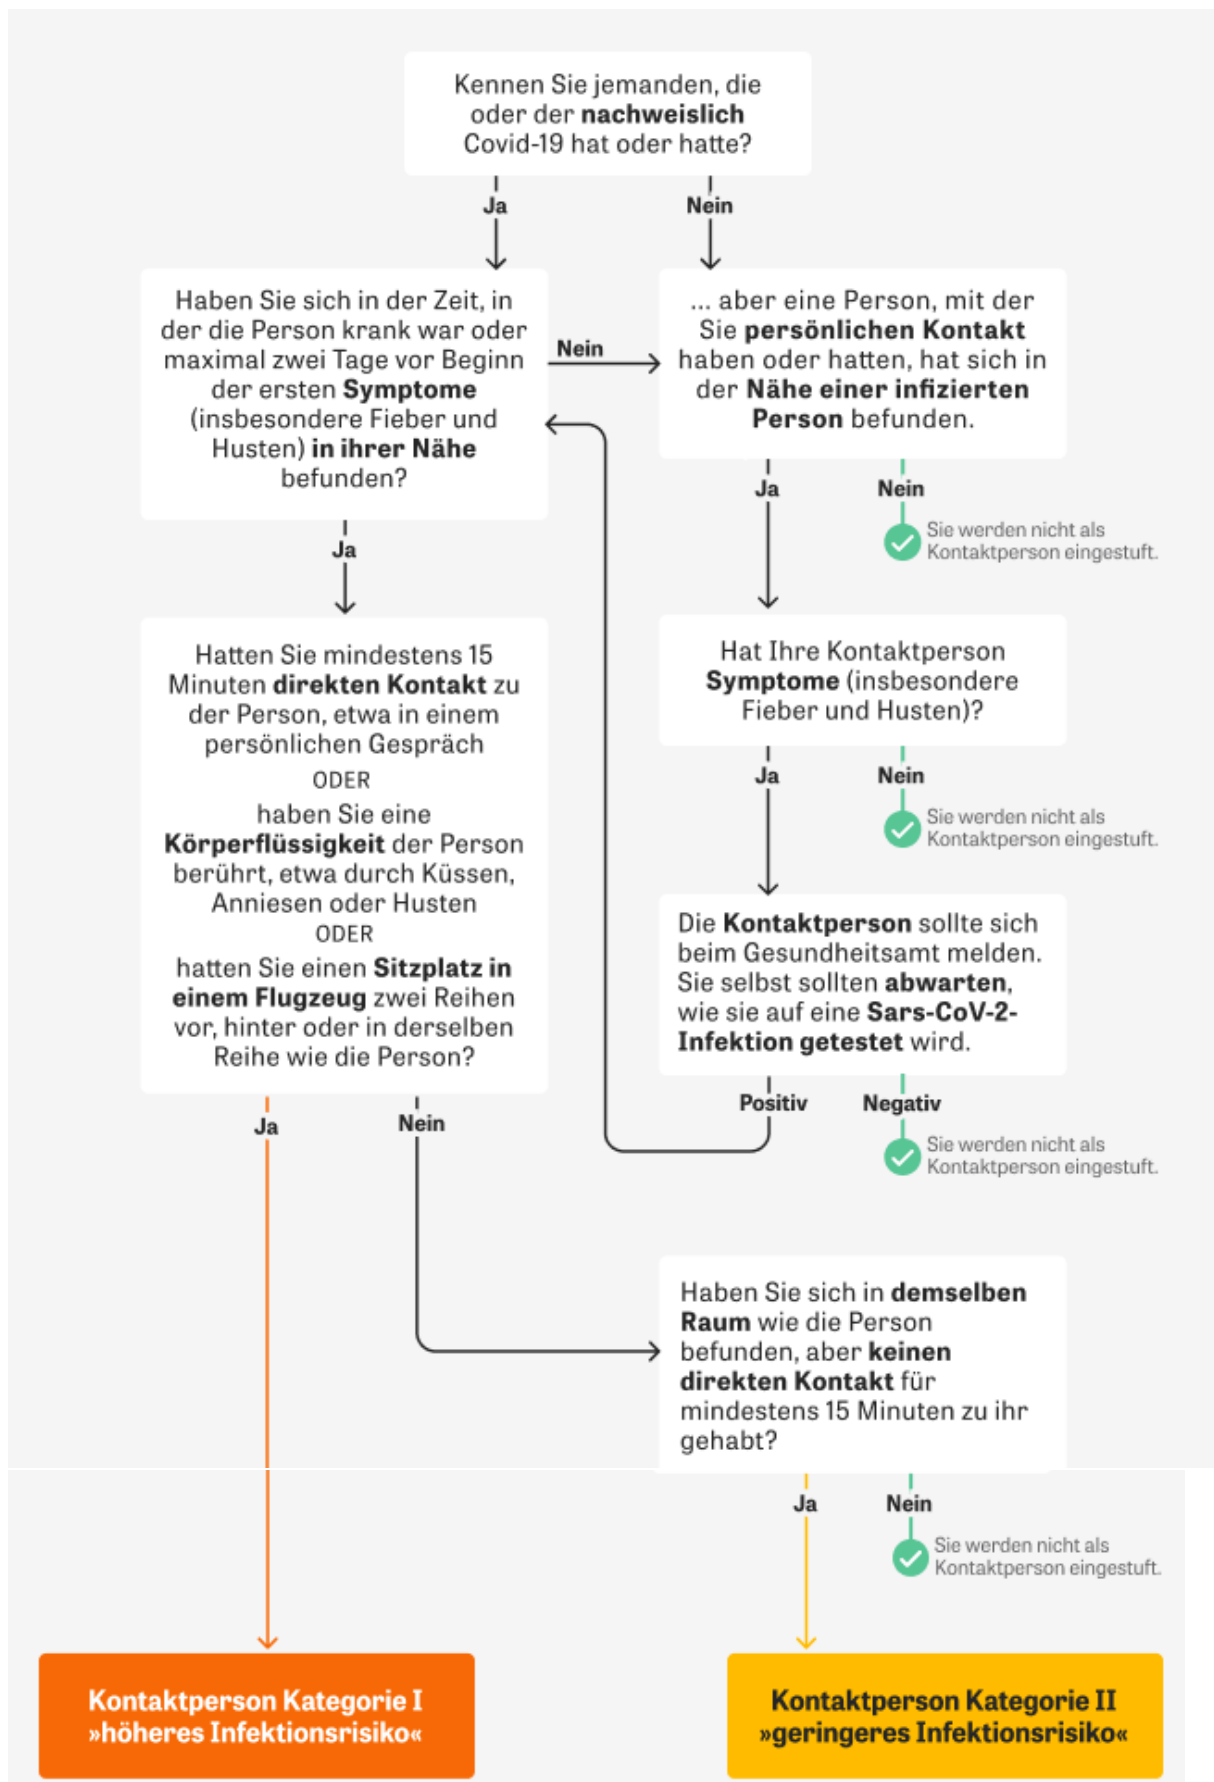 Kennen Sie jemanden, die
oder der nachweislich
Covid-19 hat oder hatte?
Ja
Nein
Haben Sie sich in der Zeit, in
der die Person krank war oder
maximal zwei Tage vor Beginn
der ersten Symptome
(insbesondere Fieber und
Husten) in ihrer Nähe
befunden?
Nein
... aber eine Person, mit der
Sie persönlichen Kontakt
haben oder hatten, hat sich in
der Nähe einer infizierten
Person befunden.
Ja
Nein
Sie werden nicht als
Kontaktperson eingestuft.
Ja
Hatten Sie mindestens 15
Minuten direkten Kontakt zu
der Person, etwa in einem
persönlichen Gespräch
ODER
haben Sie eine
Körperflüssigkeit der Person
berührt, etwa durch Küssen,
Anniesen oder Husten
ODER
hatten Sie einen Sitzplatz in
einem Flugzeug zwei Reihen
vor, hinter oder in derselben
Reihe wie die Person?
Hat Ihre Kontaktperson
Symptome (insbesondere
Fieber und Husten)?
Ja
Nein
Sie werden nicht als
Kontaktperson eingestuft.
Die Kontaktperson sollte sich
beim Gesundheitsamt melden.
Sie selbst sollten abwarten,
wie sie auf eine Sars-CoV-2-
Infektion getestet wird.
Positiv
Negativ
Sie werden nicht als
Kontaktperson eingestuft.
Ja
Nein
Haben Sie sich in demselben
Raum wie die Person
befunden, aber keinen
direkten Kontakt für
mindestens 15 Minuten zu ihr
gehabt?
Ja
Nein
Sie werden nicht als
Kontaktperson eingestuft.
Kontaktperson Kategorie I
»höheres Infektionsrisiko«
Kontaktperson Kategorie II
»geringeres Infektionsrisiko«